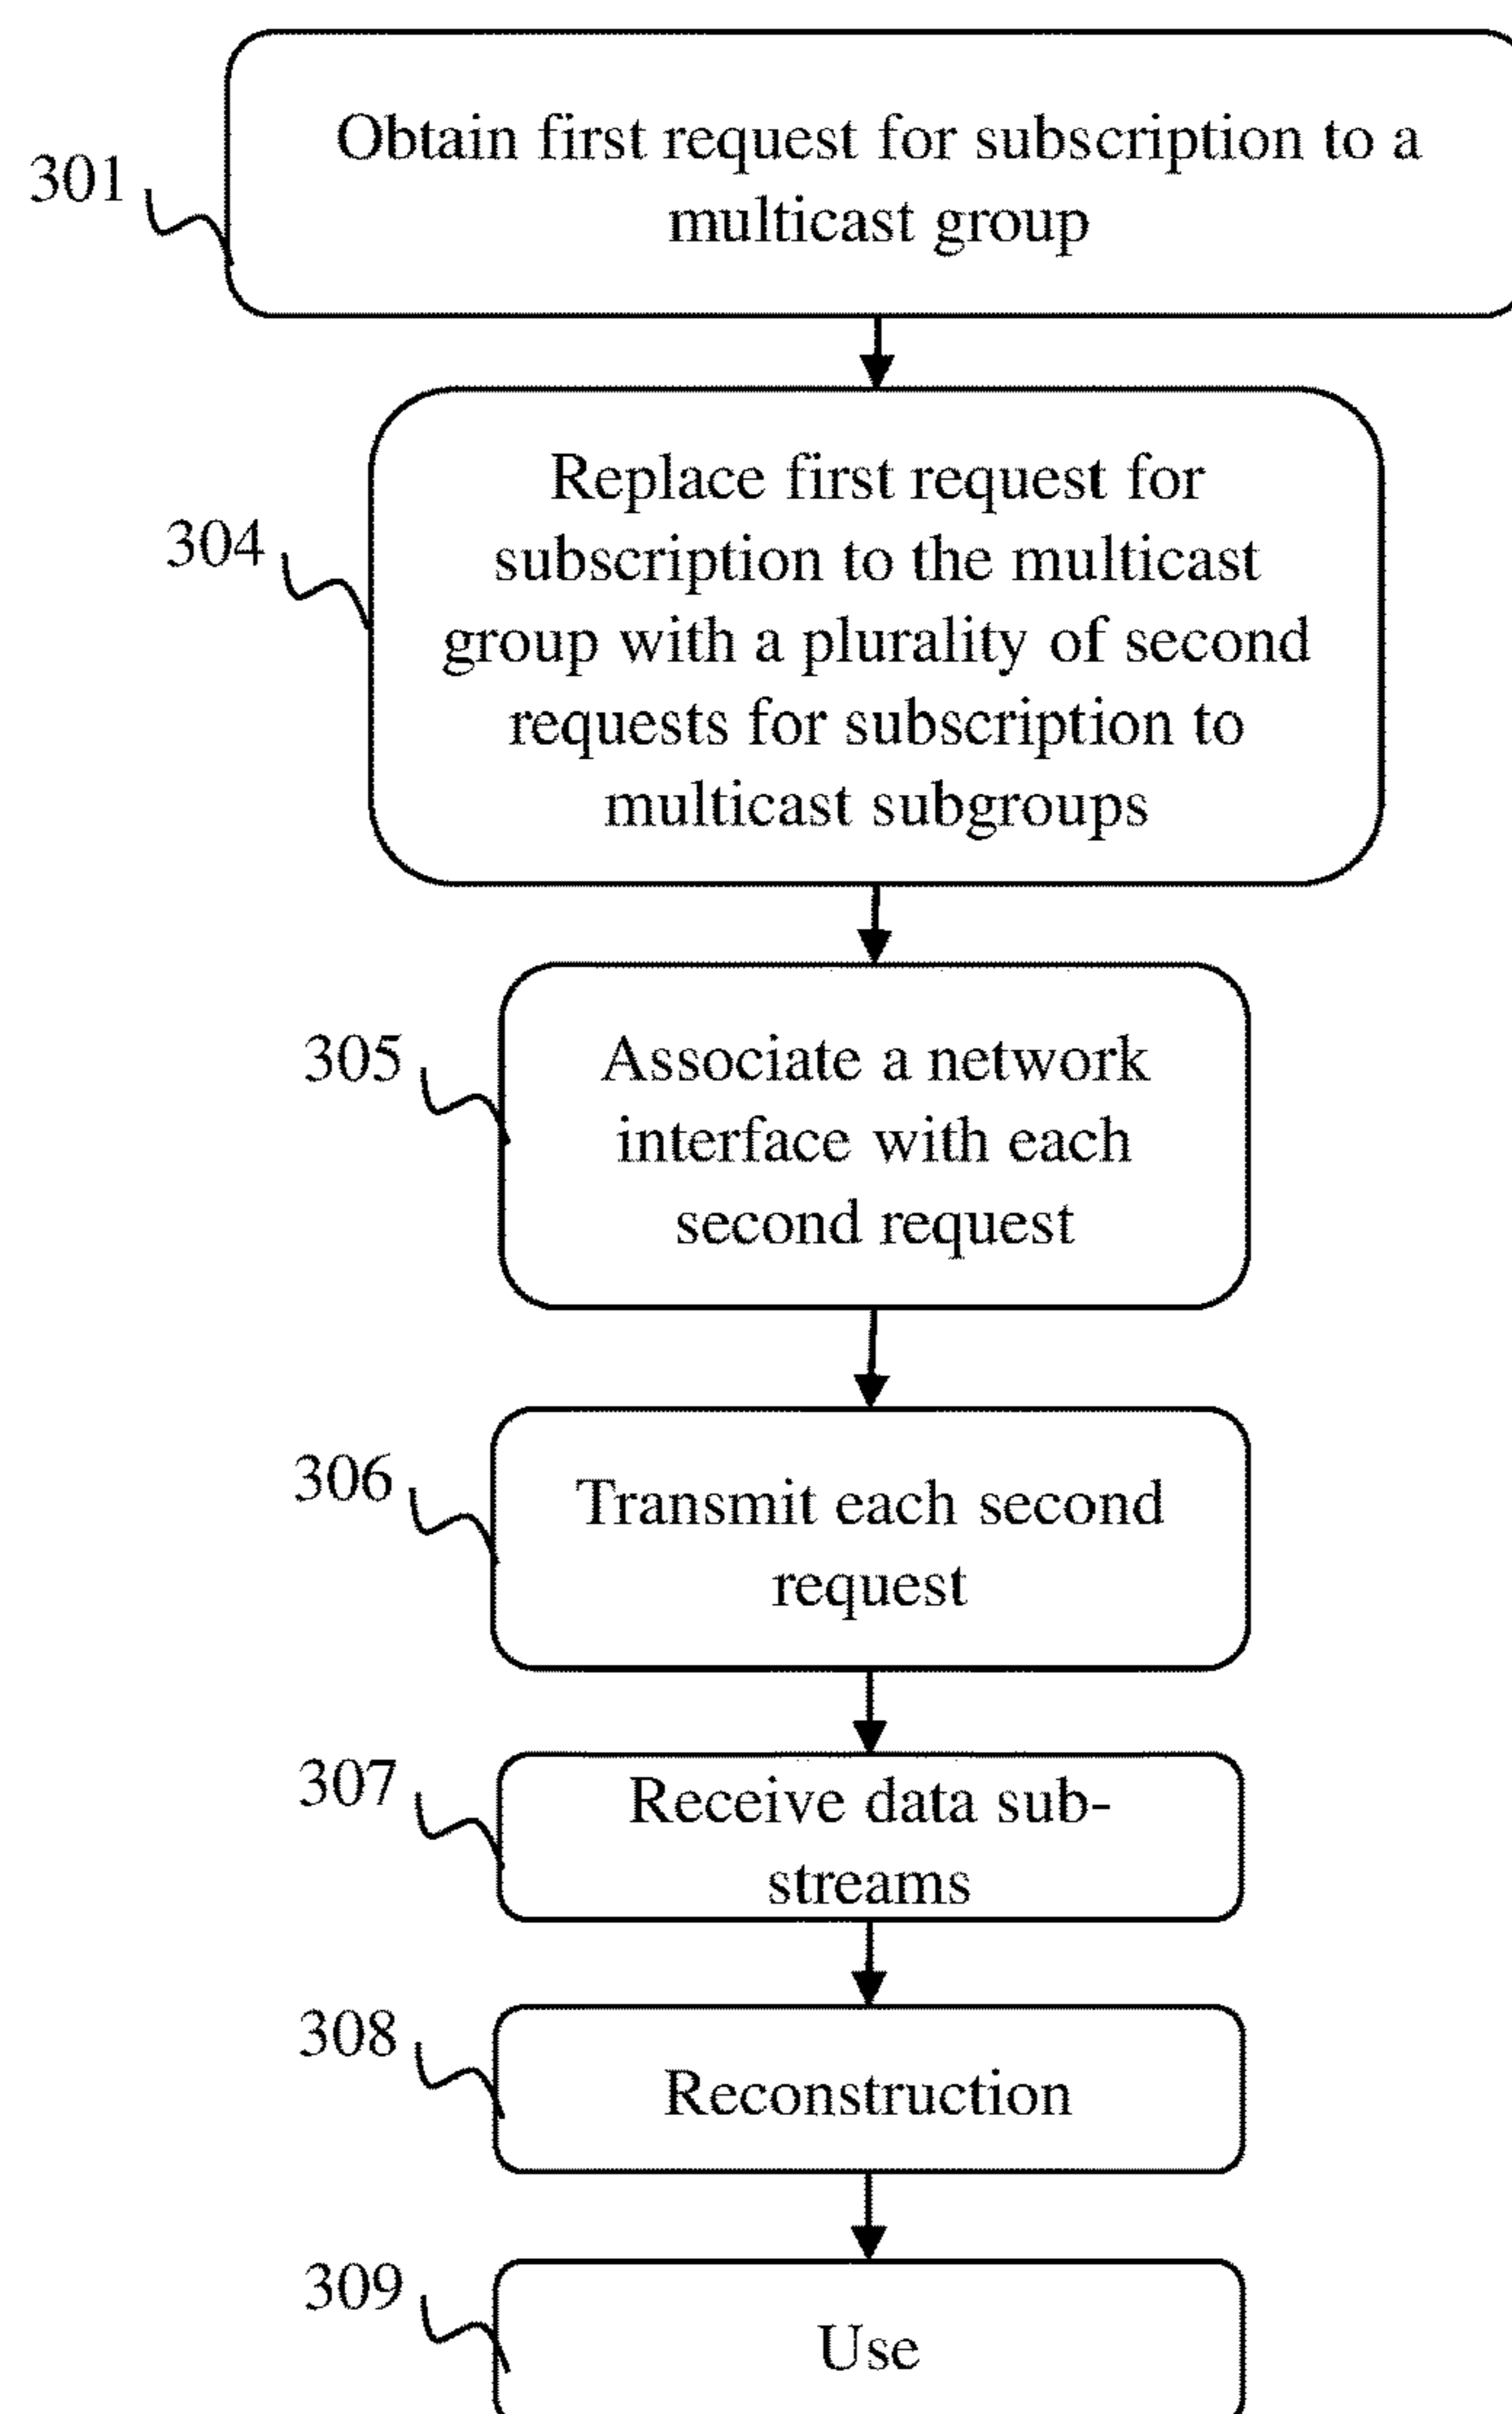 301
Obtain first request for subscription to a
multicast group
304
Replace first request for
subscription to the multicast
group with a plurality of second
requests for subscription to
multicast subgroups
305
Associate a network
interface with each
second request
306
Transmit each second
request
307
Receive data sub-
streams
308
Reconstruction
309
Use